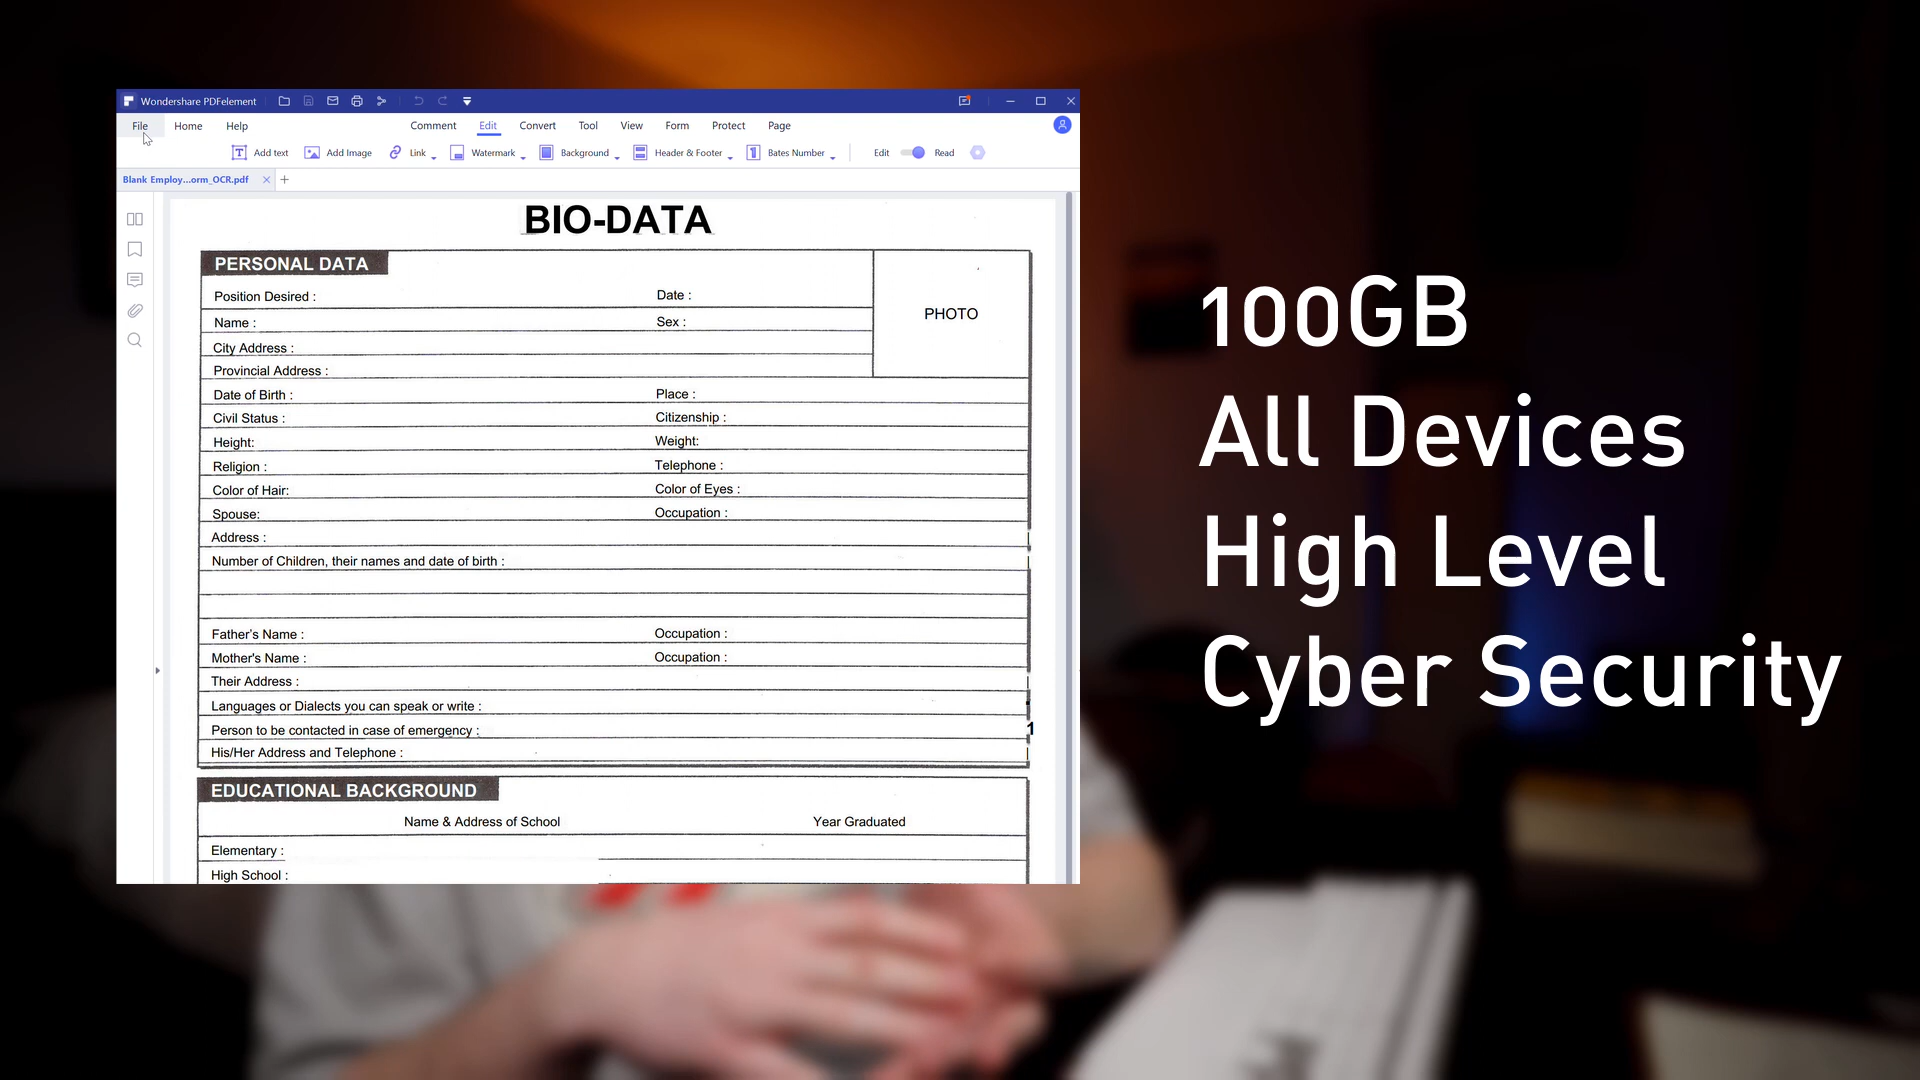 Wondershare PDFelement
File Home Help Comment Edit Convert Tool View Form Protect Page
Add text Add Image Link Watermark Background Header & Footer Bates Number Edit Read
Blank Employ...orm_OCR.pdf
BIO-DATA
PERSONAL DATA
PHOTO
Position Desired : Date :
Name : Sex :
City Address :
Provincial Address :
Date of Birth : Place :
Civil Status : Citizenship :
Height: Weight:
Religion : Telephone :
Color of Hair: Color of Eyes :
Spouse: Occupation :
Address :
Number of Children, their names and date of birth :
Father's Name : Occupation :
Mother's Name : Occupation :
Their Address :
Languages or Dialects you can speak or write :
Person to be contacted in case of emergency :
His/Her Address and Telephone :
EDUCATIONAL BACKGROUND
Name & Address of School Year Graduated
Elementary :
High School :
100GB
All Devices
High Level
Cyber Security